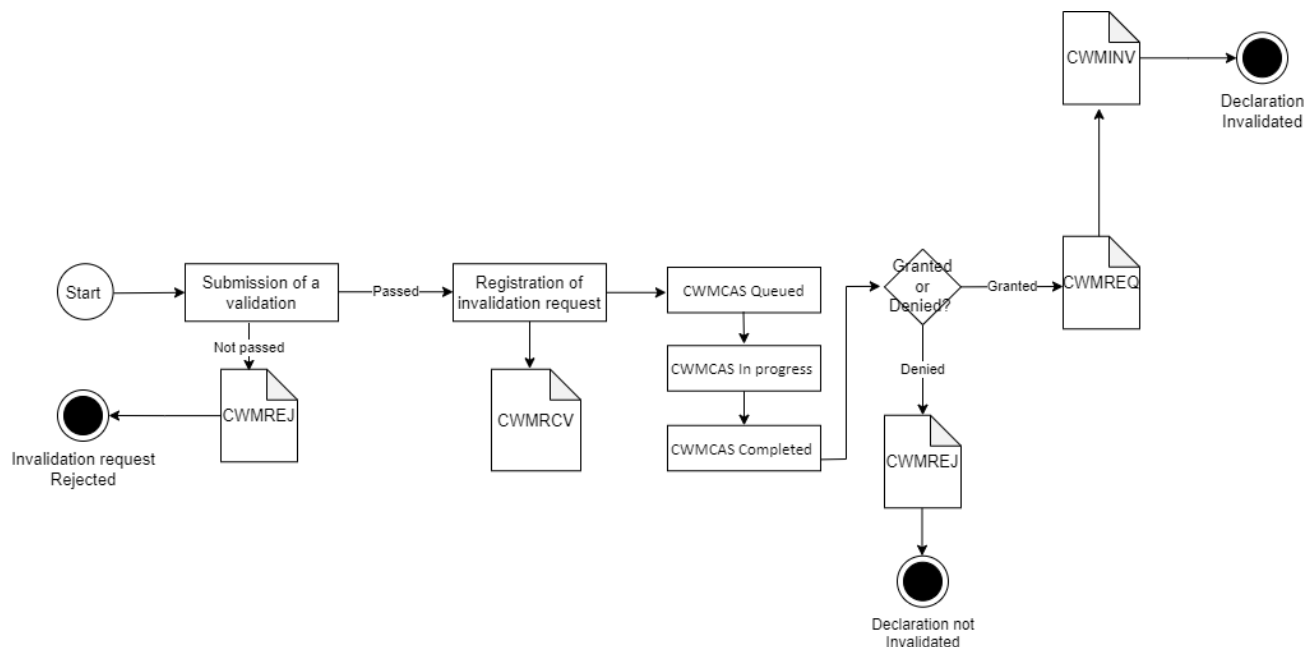 CWMINV
Declaration
Invalidated
Start
Submission of a
validation
Passed
Registration of
invalidation request
CWMCAS Queued
Granted
or
Denied?
Granted
CWMREQ
Not passed
CWMCAS In progress
Denied
CWMREJ
CWMRCV
CWMCAS Completed
CWMREJ
Invalidation request
Rejected
Declaration not
Invalidated